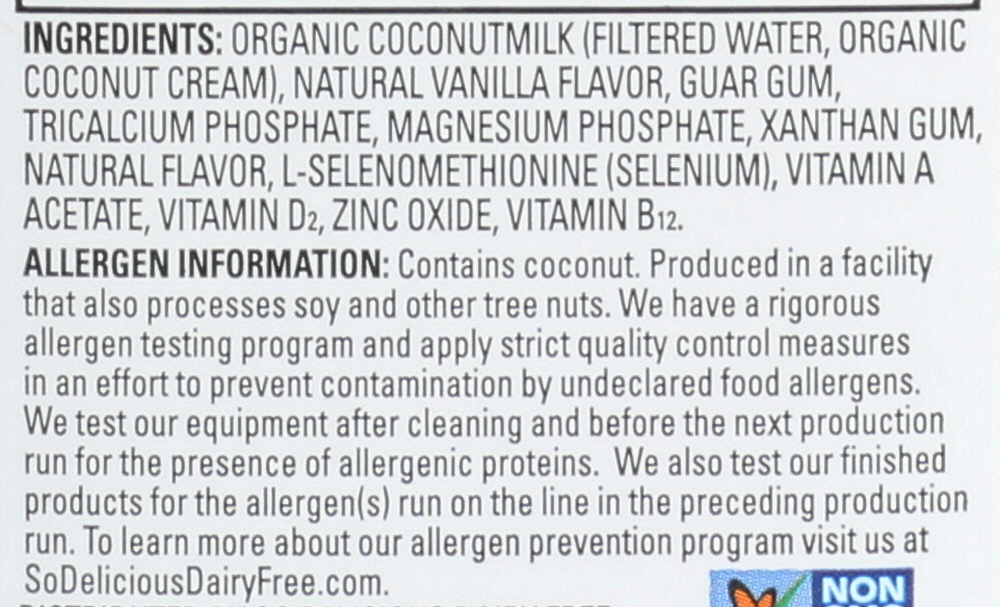 INGREDIENTS: ORGANIC COCONUTMILK (FILTERED WATER, ORGANIC
COCONUT CREAM), NATURAL VANILLA FLAVOR, GUAR GUM,
TRICALCIUM PHOSPHATE, MAGNESIUM PHOSPHATE, XANTHAN GUM,
NATURAL FLAVOR, L-SELENOMETHIONINE (SELENIUM), VITAMIN A
ACETATE, VITAMIN D2, ZINC OXIDE, VITAMIN B12.
ALLERGEN INFORMATION: Contains coconut. Produced in a facility
that also processes soy and other tree nuts. We have a rigorous
allergen testing program and apply strict quality control measures
in an effort to prevent contamination by undeclared food allergens.
We test our equipment after cleaning and before the next production
run for the presence of allergenic proteins. We also test our finished
products for the allergen(s) run on the line in the preceding production
run. To learn more about our allergen prevention program visit us at
SoDeliciousDairyFree.com.
NON